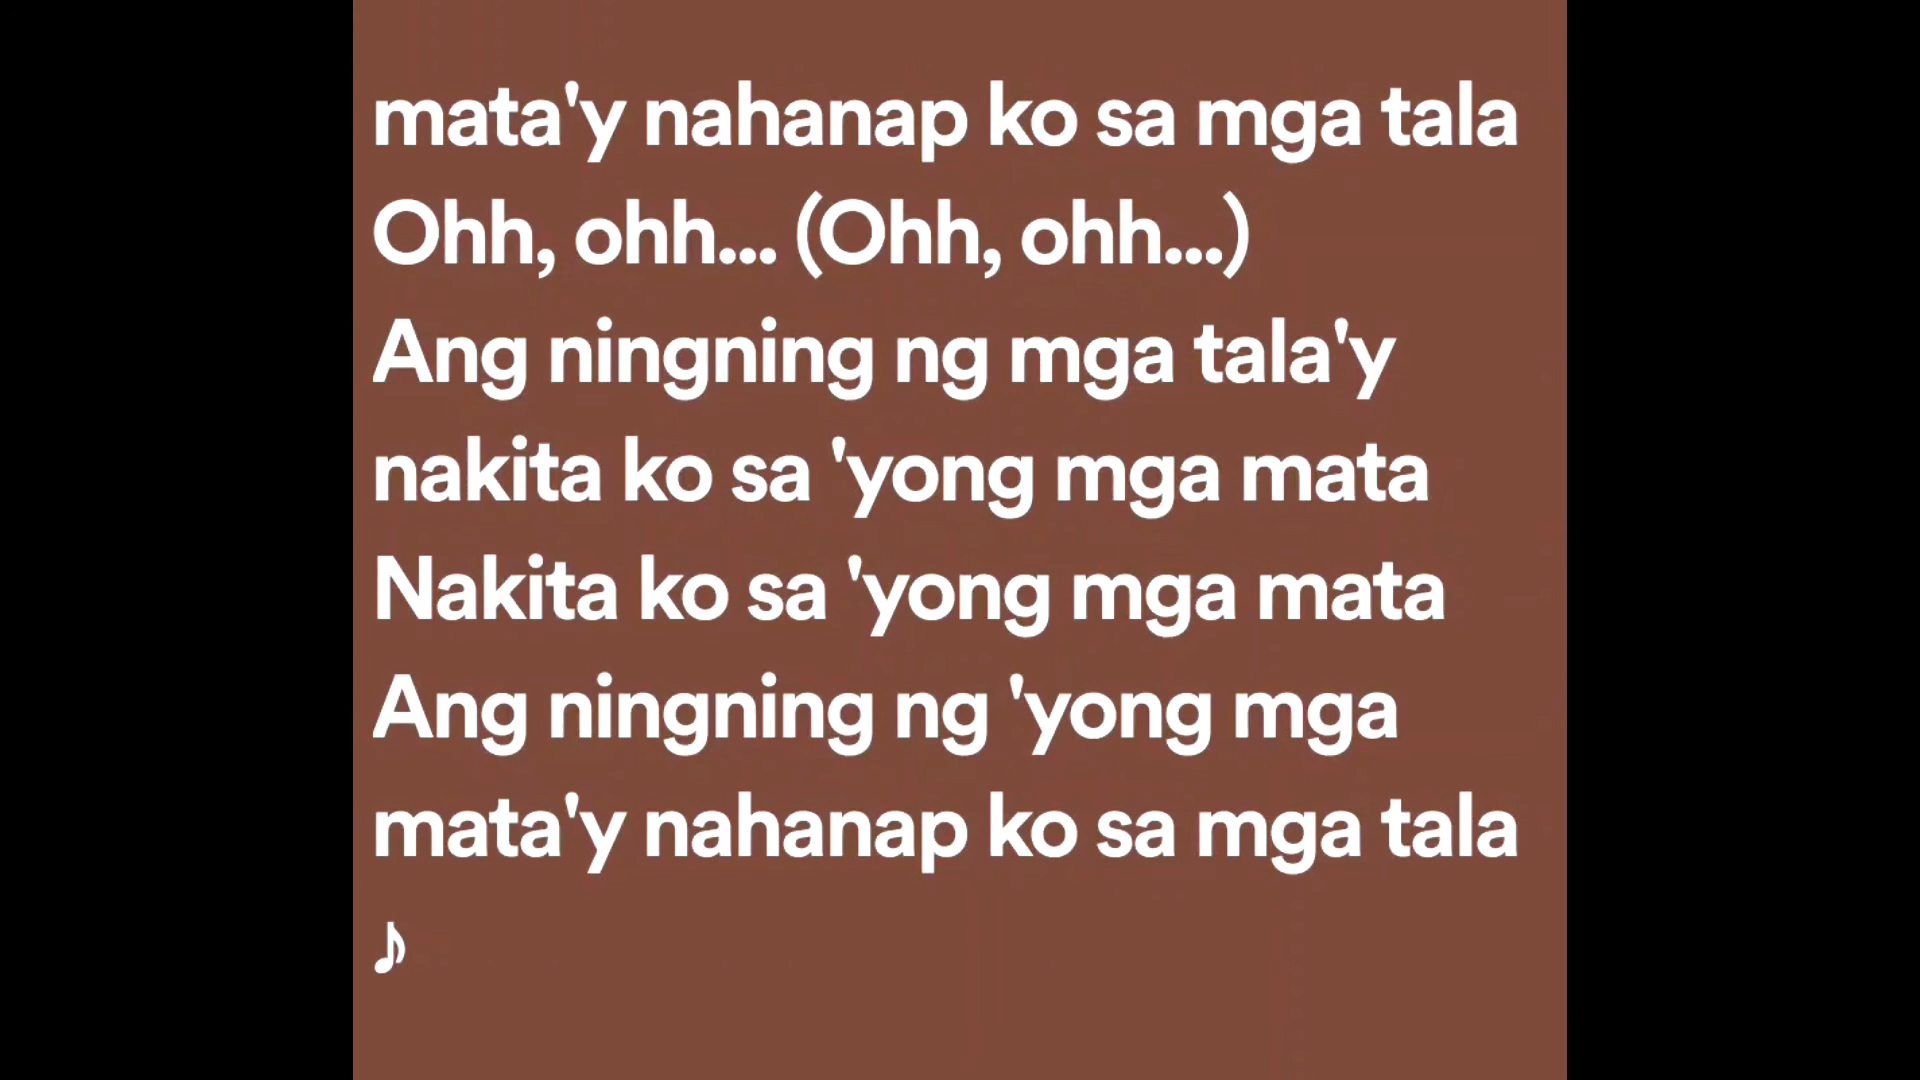 mata'y nahanap ko sa mga tala
Ohh, ohh... (Ohh, ohh...)
Ang ningning ng mga tala'y
nakita ko sa 'yong mga mata
Nakita ko sa 'yong mga mata
Ang ningning ng 'yong mga
mata'y nahanap ko sa mga tala
♪